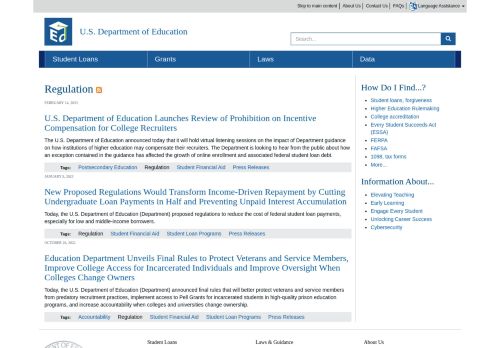 Skip to main content | About Us | Contact Us | FAQs | Language Assistance
U.S. Department of Education
Search...
Student Loans Grants Laws Data
Regulation
FEBRUARY 14, 2023
U.S. Department of Education Launches Review of Prohibition on Incentive
Compensation for College Recruiters
The U.S. Department of Education announced today that it will hold virtual listening sessions on the impact of Department guidance
on how institutions of higher education may compensate their recruiters. The Department is looking to hear from the public about how
an exception contained in the guidance has affected the growth of online enrollment and associated federal student loan debt.
Tags: Postsecondary Education Regulation Student Financial Aid Press Releases
New Proposed Regulations Would Transform Income-Driven Repayment by Cutting
Undergraduate Loan Payments in Half and Preventing Unpaid Interest Accumulation
Today, the U.S. Department of Education (Department) proposed regulations to reduce the cost of federal student loan payments,
especially for low and middle-income borrowers.
Tags: Regulation Student Financial Aid Student Loan Programs Press Releases
Education Department Unveils Final Rules to Protect Veterans and Service Members,
Improve College Access for Incarcerated Individuals and Improve Oversight When
Colleges Change Owners
Today, the U.S. Department of Education (Department) announced final rules that will better protect veterans and service members
from predatory recruitment practices, implement access to Pell Grants for incarcerated students in high-quality prison education
programs, and increase accountability when colleges and universities change ownership.
Tags: Accountability Regulation Student Financial Aid Student Loan Programs Press Releases
How Do I Find...?
Student loans, forgiveness
Higher Education Rulemaking
College accreditation
Every Student Succeeds Act
(ESSA)
FERPA
FAFSA
1098, tax forms
More...
Information About...
Elevating Teaching
Early Learning
Engage Every Student
Unlocking Career Success
Cybersecurity
Student Loans Laws & Guidance About Us